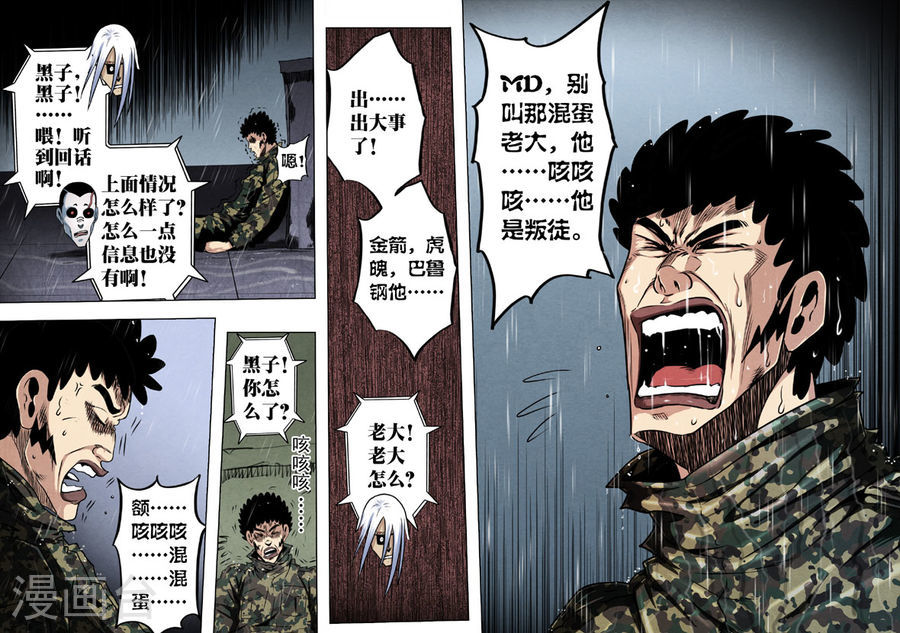 黑子，
黑子！
……
喂！听
到回话
啊！
上面情况
怎么样了？
怎么一点
信息也没
有啊！
嗯！
额……
咳咳咳
……混
……混
蛋……
黑子！
你怎
么了？
咳咳咳……
出……
出大事
了！
金箭，虎
魄，巴鲁
钢他……
老大！
老大
怎么？
MD，别
叫那混蛋
老大，他
……咳咳
咳……他
是叛徒。
漫画台